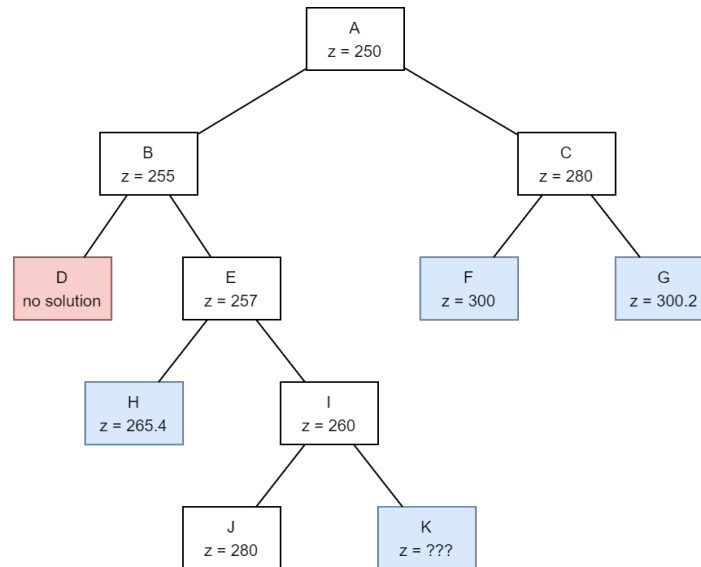 A
z = 250
B
z = 255
C
z = 280
D
no solution
E
z = 257
F
z = 300
G
z = 300.2
H
z = 265.4
I
z = 260
J
z = 280
K
z = ???